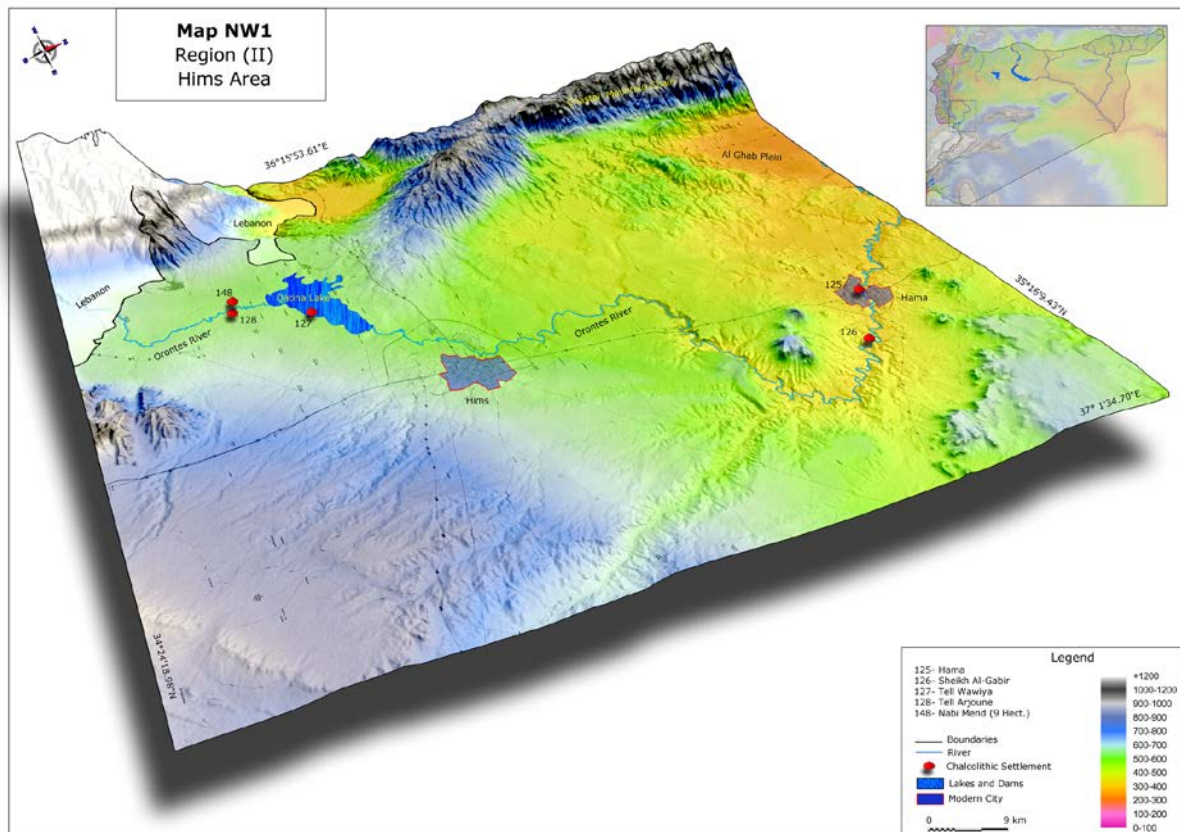 Map NW1
Region (II)
Hims Area
36°15'53.61"E
Al Ghab Plein
Lebanon
Lebanon
148
128
Qatina Lake
127
Orontes River
Orontes River
125
Hama
126
35°16'9.43"N
Hims
37° 1'34.70"E
34°24'18.98"N
Legend
125- Hama
126- Sheikh Al-Gabir
127- Tell Wawiya
128- Tell Arjoune
148- Nabi Mend (9 Hect.)
Boundaries
River
Chalcolithic Settlement
Lakes and Dams
Modern City
0 9 km
+1200
1000-1200
900-1000
800-900
700-800
600-700
500-600
400-500
300-400
200-300
100-200
0-100